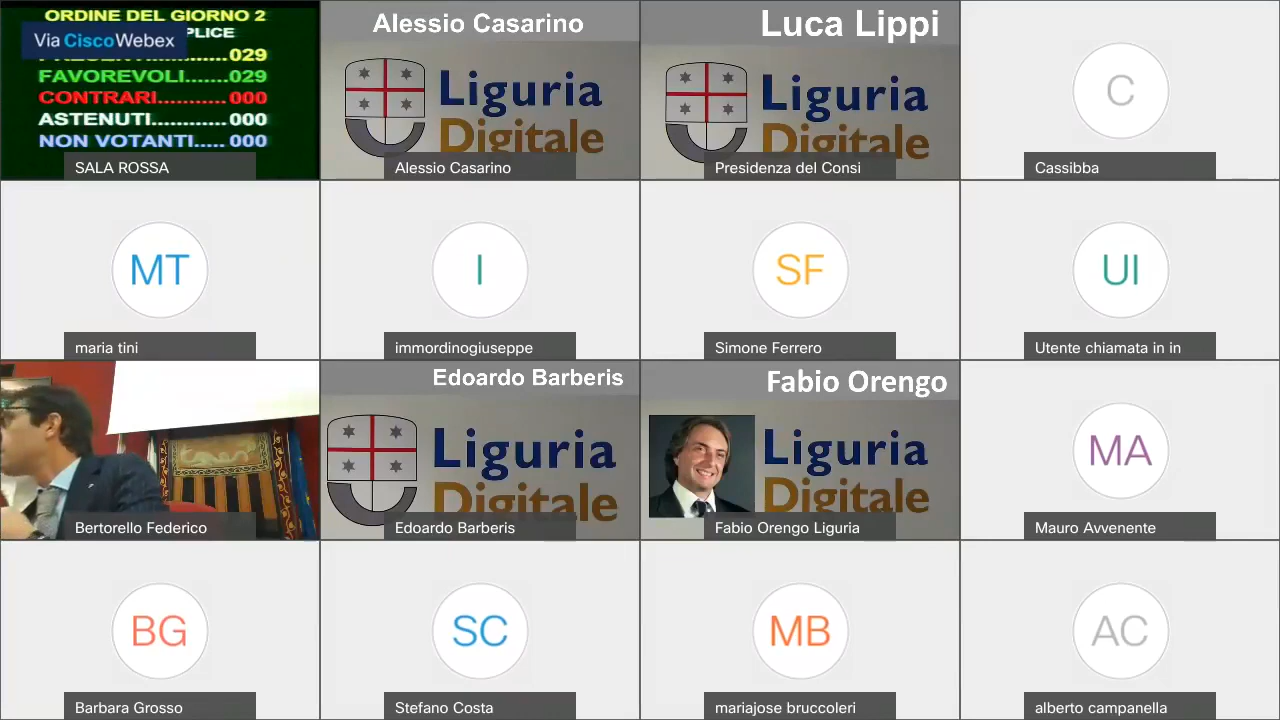 ORDINE DEL GIORNO 2
Via Cisco Webex
PLICE
PRESENTI..........029
FAVOREVOLI......029
CONTRARI...........000
ASTENUTI...........000
NON VOTANTI.....000
SALA ROSSA
Alessio Casarino
Liguria
Digitale
Alessio Casarino
Luca Lippi
Liguria
Digitale
Presidenza del Consi
C
Cassibba
MT
maria tini
I
immordinogiuseppe
SF
Simone Ferrero
UI
Utente chiamata in in
Bertorello Federico
Edoardo Barberis
Liguria
Digitale
Edoardo Barberis
Fabio Orengo
Liguria
Digitale
Fabio Orengo Liguria
MA
Mauro Avvenente
BG
Barbara Grosso
SC
Stefano Costa
MB
mariajose bruccoleri
AC
alberto campanella